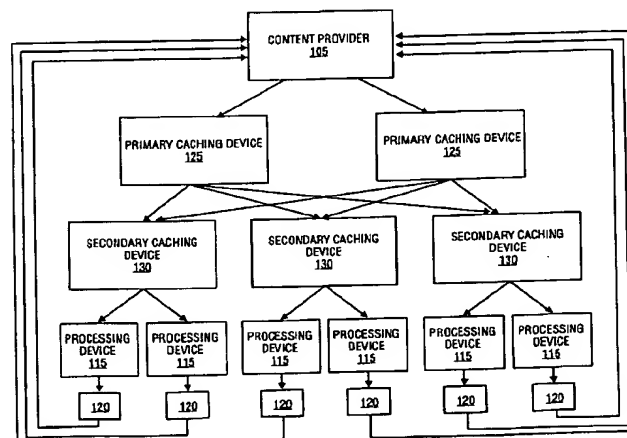 CONTENT PROVIDER
105
PRIMARY CACHING DEVICE
125
PRIMARY CACHING DEVICE
125
SECONDARY CACHING
DEVICE
130
SECONDARY CACHING
DEVICE
130
SECONDARY CACHING
DEVICE
130
PROCESSING
DEVICE
115
PROCESSING
DEVICE
115
PROCESSING
DEVICE
115
PROCESSING
DEVICE
115
PROCESSING
DEVICE
115
PROCESSING
DEVICE
115
120
120
120
120
120
120